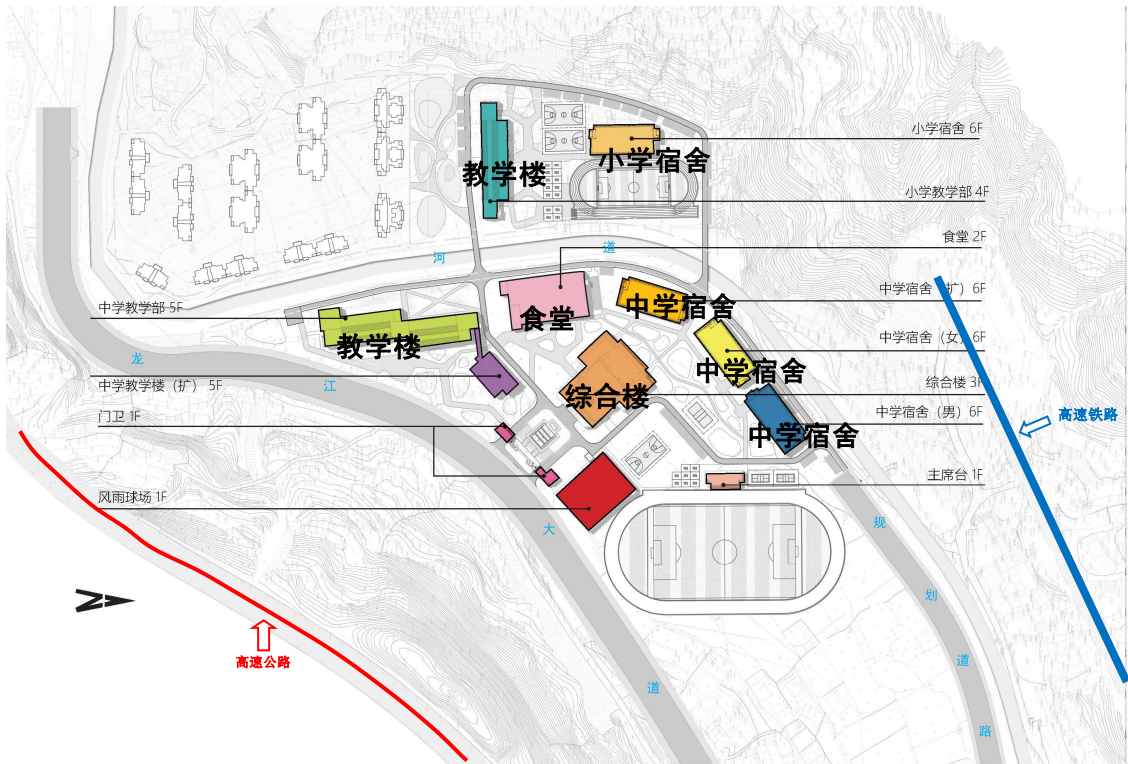 小学宿舍 6F
小学宿舍
教学楼
小学教学部 4F
食堂 2F
河
道
中学宿舍（扩）6F
中学宿舍
中学教学部 5F
食堂
教学楼
中学宿舍（女）6F
中学宿舍
龙
江
大
道
中学教学楼（扩） 5F
综合楼 3F
综合楼
门卫 1F
中学宿舍（男）6F
中学宿舍
高速铁路
主席台 1F
风雨球场 1F
规
划
道
路
N
高速公路